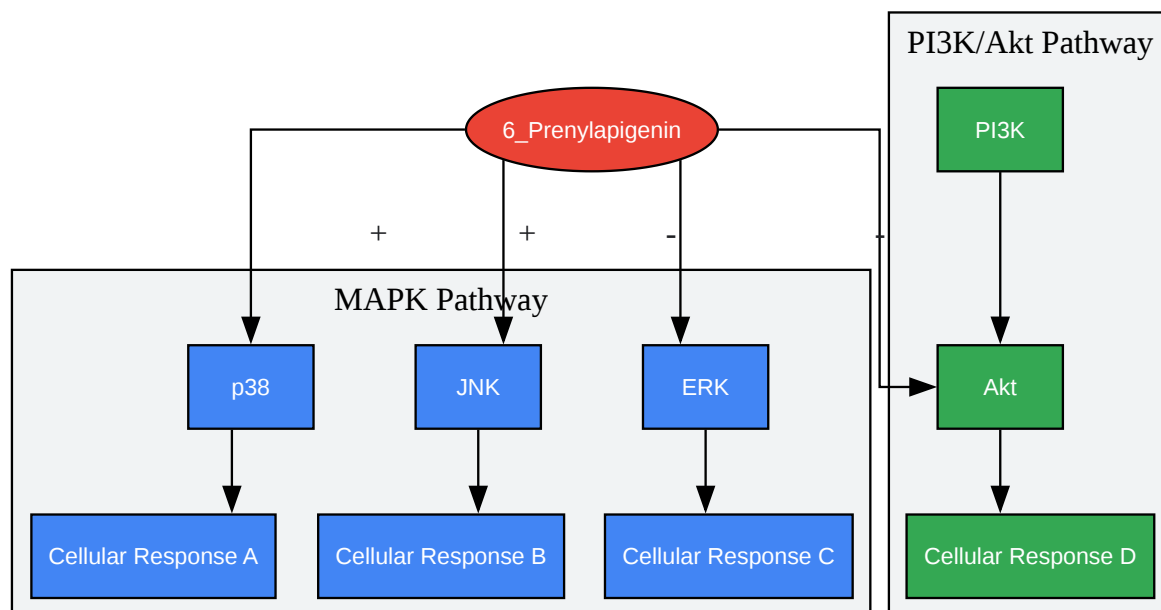 PI3K/Akt Pathway
6_Prenylapigenin
PI3K
+
+
-
-
MAPK Pathway
p38
JNK
ERK
Akt
Cellular Response A
Cellular Response B
Cellular Response C
Cellular Response D